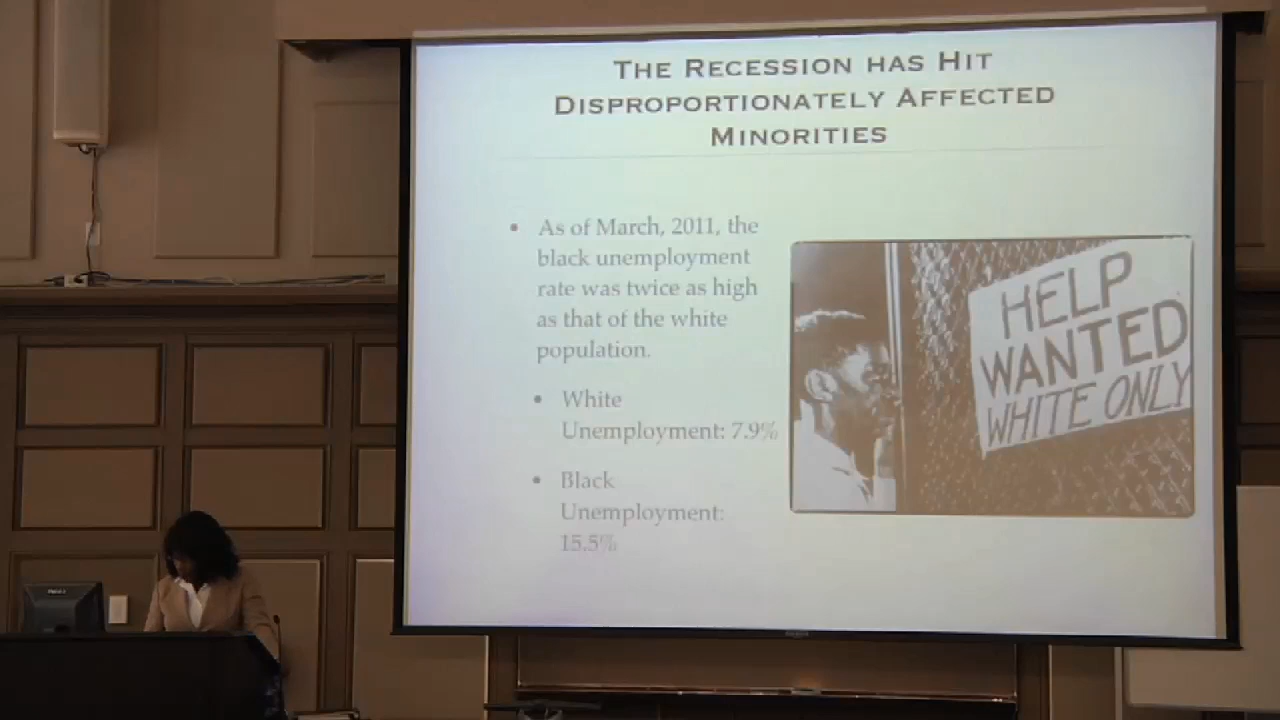 THE RECESSION HAS HIT
DISPROPORTIONATELY AFFECTED
MINORITIES
• As of March, 2011, the
black unemployment
rate was twice as high
as that of the white
population.
• White
Unemployment: 7.9%
• Black
Unemployment:
15.5%
HELP
WANTED
WHITE ONLY